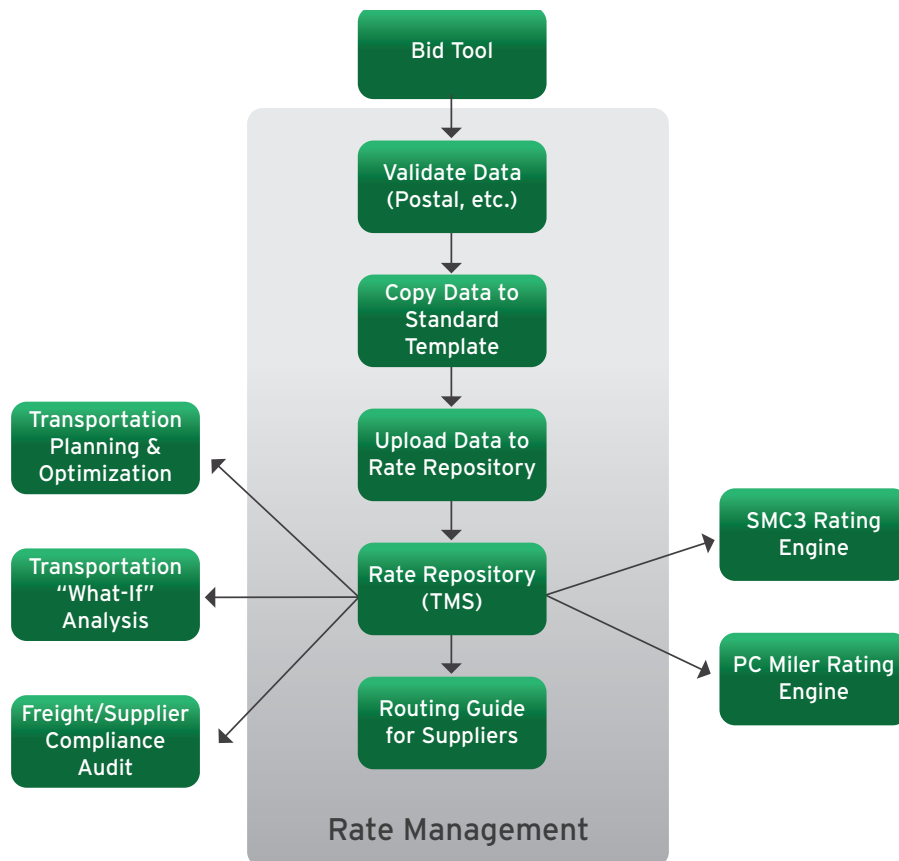 Bid Tool
Validate Data
(Postal, etc.)
Copy Data to
Standard
Template
Upload Data to
Rate Repository
Rate Repository
(TMS)
Routing Guide
for Suppliers
Transportation
Planning &
Optimization
Transportation
“What-If”
Analysis
Freight/Supplier
Compliance
Audit
SMC3 Rating
Engine
PC Miler Rating
Engine
Rate Management